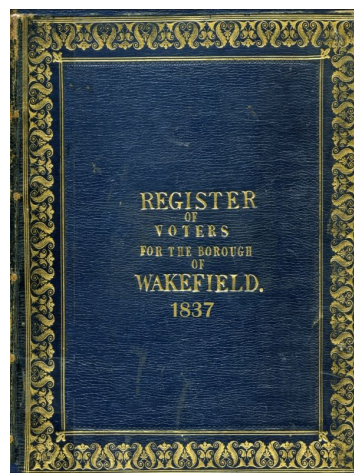 REGISTER
OF
VOTERS
FOR THE BOROUGH
OF
WAKEFIELD.
1837